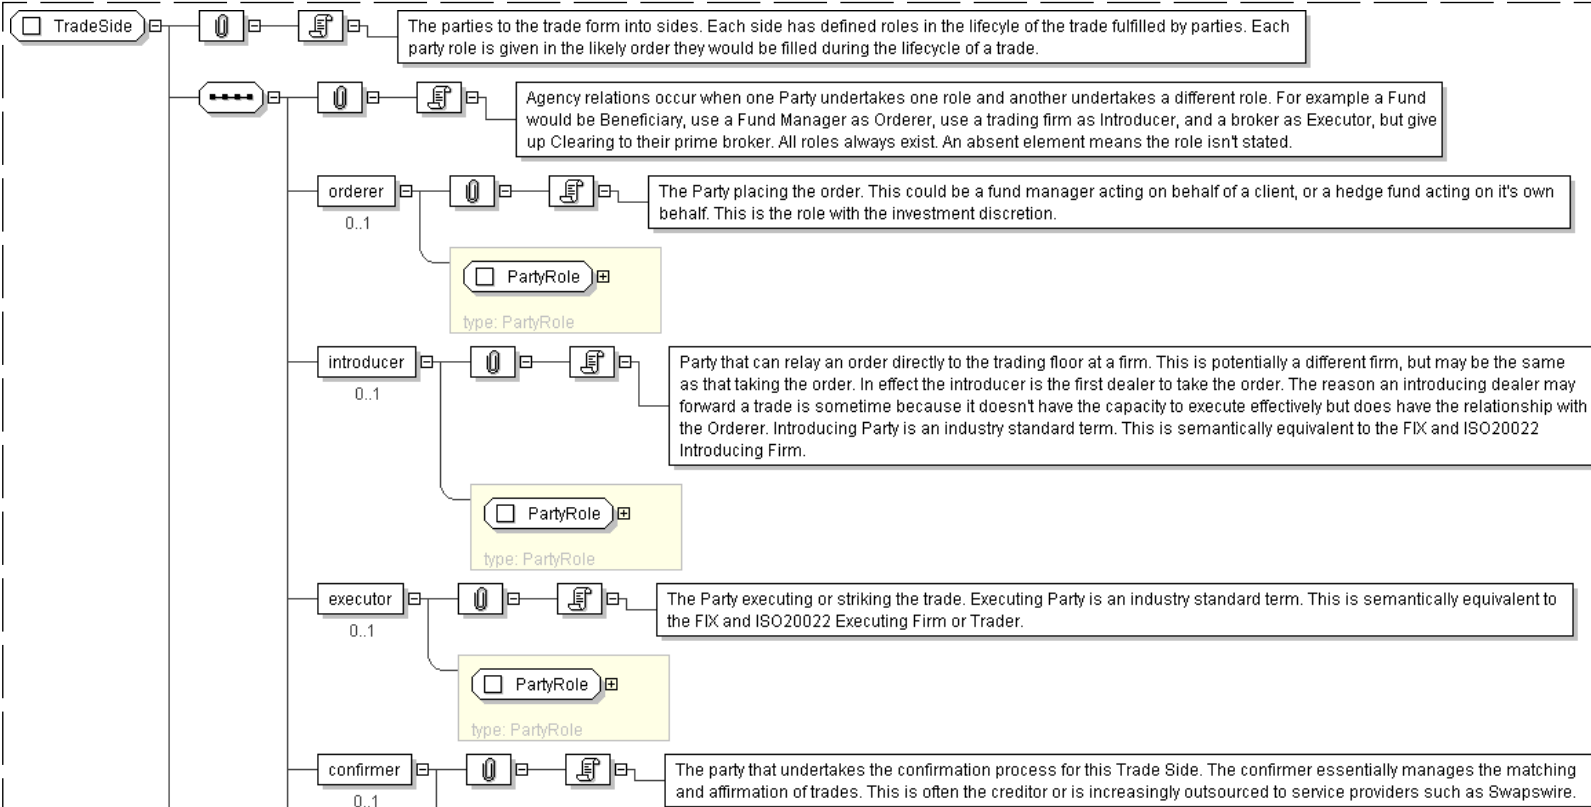 TradeSide
The parties to the trade form into sides. Each side has defined roles in the lifecyle of the trade fulfilled by parties. Each
party role is given in the likely order they would be filled during the lifecycle of a trade.
Agency relations occur when one Party undertakes one role and another undertakes a different role. For example a Fund
would be Beneficiary, use a Fund Manager as Orderer, use a trading firm as Introducer, and a broker as Executor, but give
up Clearing to their prime broker. All roles always exist. An absent element means the role isn't stated.
orderer
0..1
The Party placing the order. This could be a fund manager acting on behalf of a client, or a hedge fund acting on it's own
behalf. This is the role with the investment discretion.
PartyRole
type: PartyRole
introducer
0..1
Party that can relay an order directly to the trading floor at a firm. This is potentially a different firm, but may be the same
as that taking the order. In effect the introducer is the first dealer to take the order. The reason an introducing dealer may
forward a trade is sometime because it doesn't have the capacity to execute effectively but does have the relationship with
the Orderer. Introducing Party is an industry standard term. This is semantically equivalent to the FIX and ISO20022
Introducing Firm.
PartyRole
type: PartyRole
executor
0..1
The Party executing or striking the trade. Executing Party is an industry standard term. This is semantically equivalent to
the FIX and ISO20022 Executing Firm or Trader.
PartyRole
type: PartyRole
confirmer
0..1
The party that undertakes the confirmation process for this Trade Side. The confirmer essentially manages the matching
and affirmation of trades. This is often the creditor or is increasingly outsourced to service providers such as Swapswire.